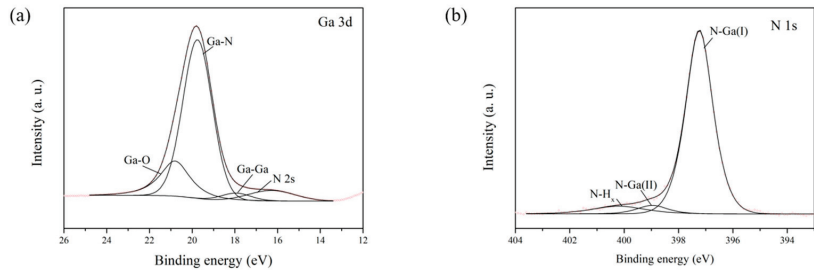 (a)
Ga 3d
Ga-N
Ga-O
Ga-Ga
N 2s
Intensity (a. u.)
26 24 22 20 18 16 14 12
Binding energy (eV)
(b)
N 1s
N-Ga(I)
N-Hx
N-Ga(II)
Intensity (a. u.)
404 402 400 398 396 394
Binding energy (eV)